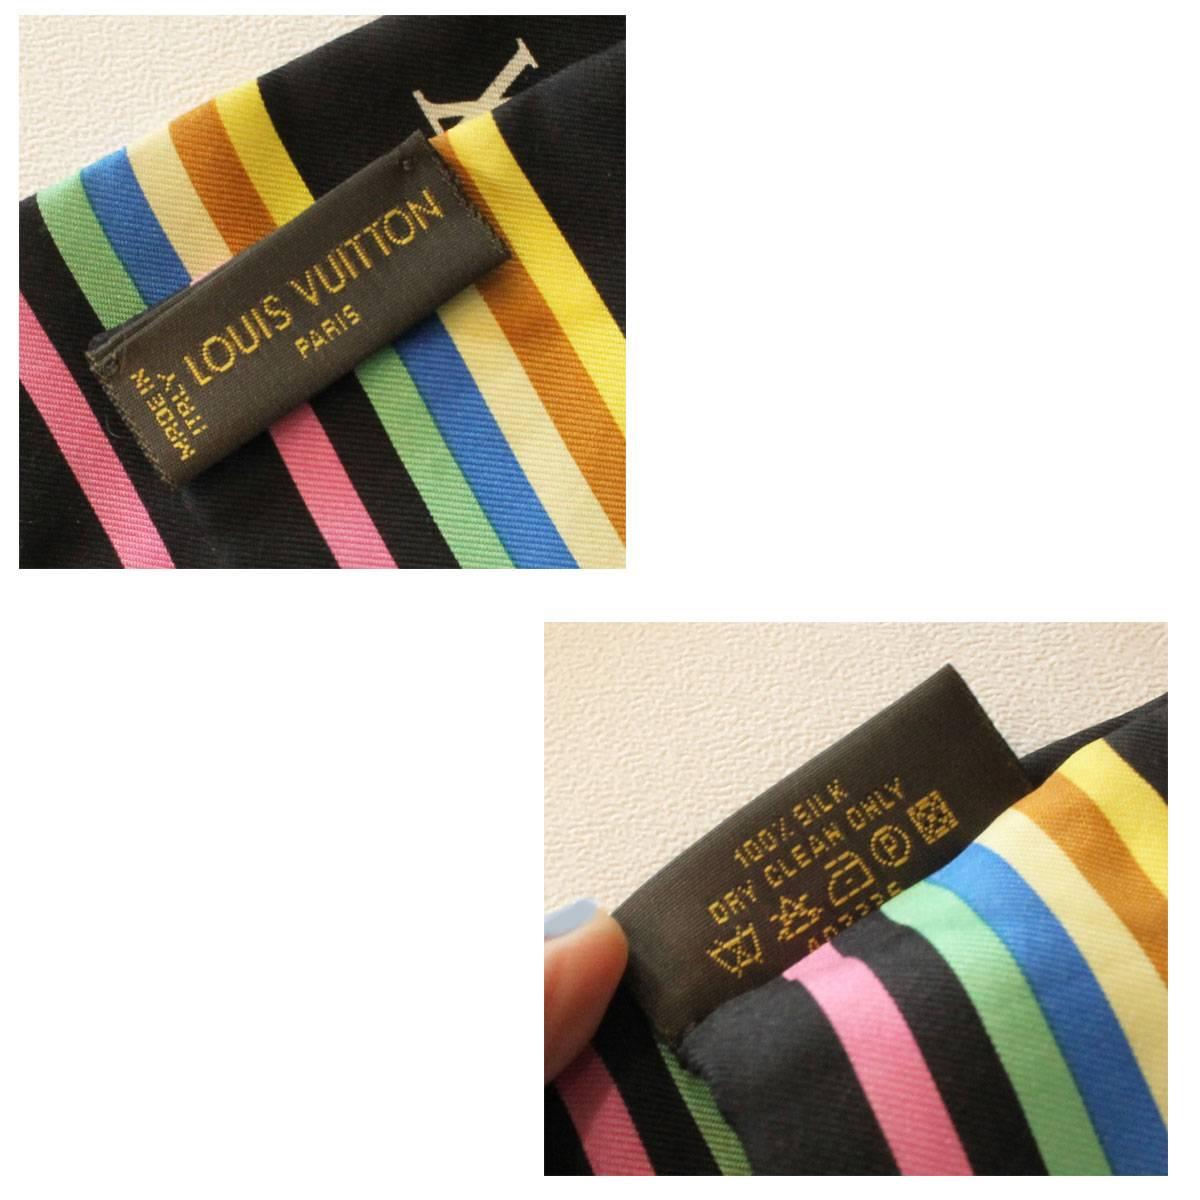 LOUIS VUITTON
PARIS
MADE IN
ITALY
100% SILK
DRY CLEAN ONLY
P